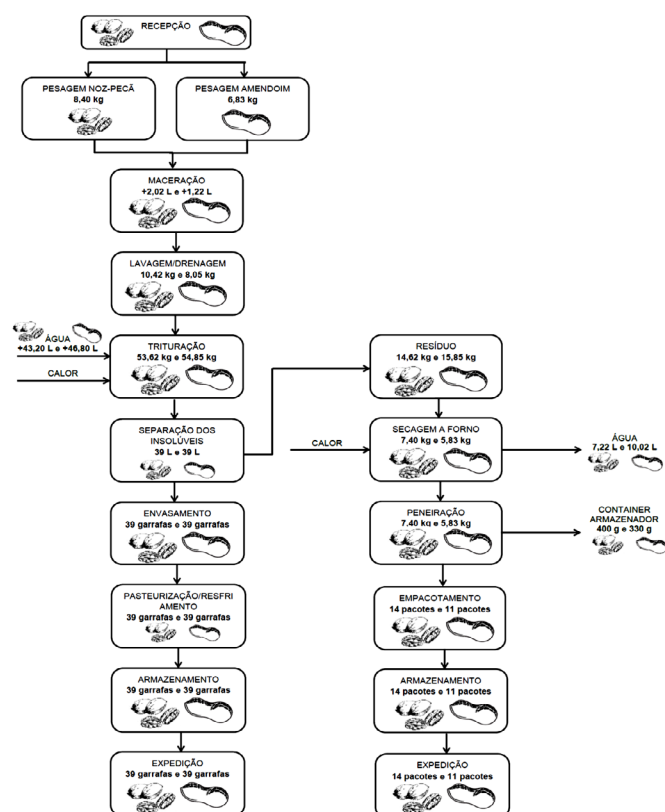 RECEPÇÃO
PESAGEM NOZ-PECÃ
8,40 kg
PESAGEM AMENDOIM
6,83 kg
MACERAÇÃO
+2,02 L e +1,22 L
LAVAGEM/DRENAGEM
10,42 kg e 8,05 kg
ÁGUA
+43,20 L e +46,80 L
CALOR
TRITURAÇÃO
53,62 kg e 54,85 kg
SEPARAÇÃO DOS
INSOLÚVEIS
39 L e 39 L
ENVASAMENTO
39 garrafas e 39 garrafas
PASTEURIZAÇÃO/RESFRI
AMENTO
39 garrafas e 39 garrafas
ARMAZENAMENTO
39 garrafas e 39 garrafas
EXPEDIÇÃO
39 garrafas e 39 garrafas
RESÍDUO
14,62 kg e 15,85 kg
CALOR
SECAGEM A FORNO
7,40 kg e 5,83 kg
ÁGUA
7,22 L e 10,02 L
PENEIRAÇÃO
7,40 kg e 5,83 kg
CONTAINER
ARMAZENADOR
400 g e 330 g
EMPACOTAMENTO
14 pacotes e 11 pacotes
ARMAZENAMENTO
14 pacotes e 11 pacotes
EXPEDIÇÃO
14 pacotes e 11 pacotes